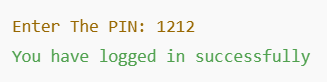 Enter The PIN: 1212
You have logged in successfully